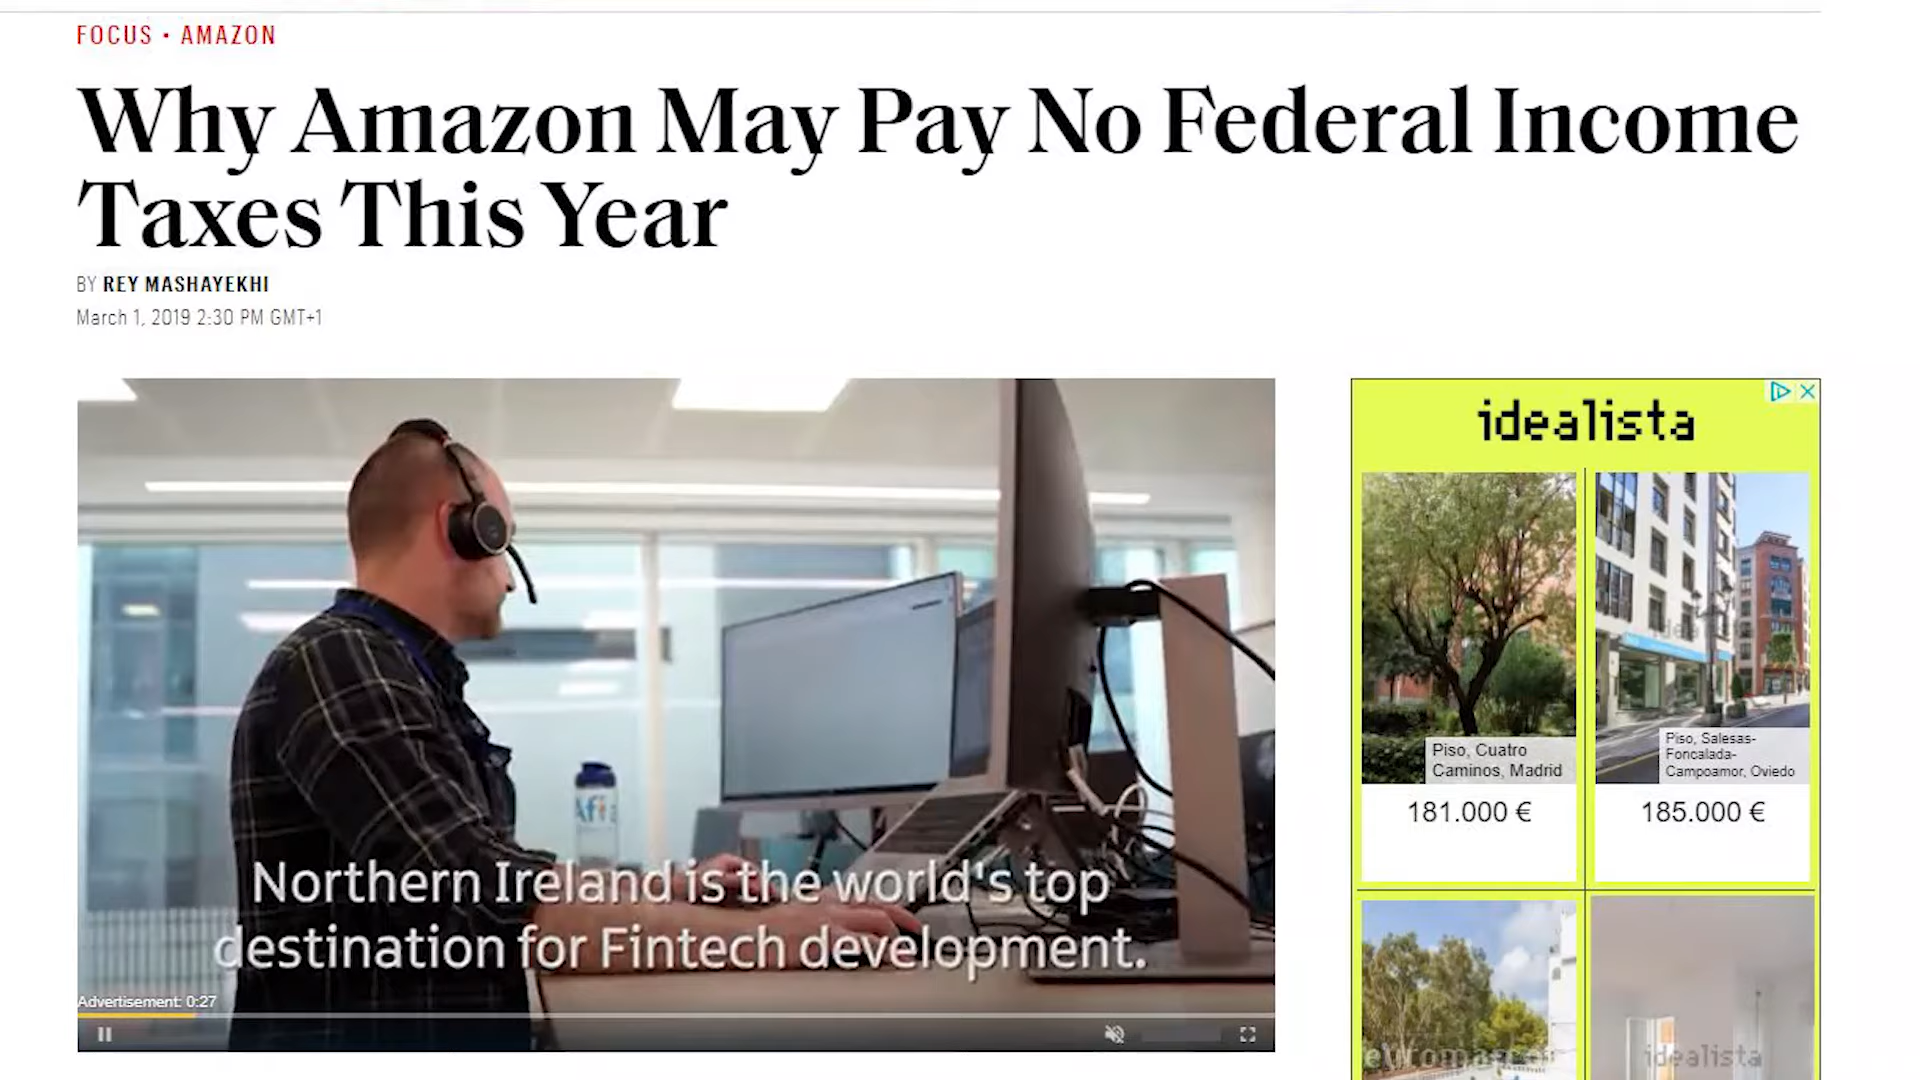 FOCUS • AMAZON
Why Amazon May Pay No Federal Income
Taxes This Year
BY REY MASHAYEKHI
March 1, 2019 2:30 PM GMT+1
Northern Ireland is the world's top
destination for Fintech development.
Advertisement: 0:27
idealista
Piso, Cuatro
Caminos, Madrid
181.000 €
Piso, Salesas-
Foncalada-
Campoamor, Oviedo
185.000 €
idealista